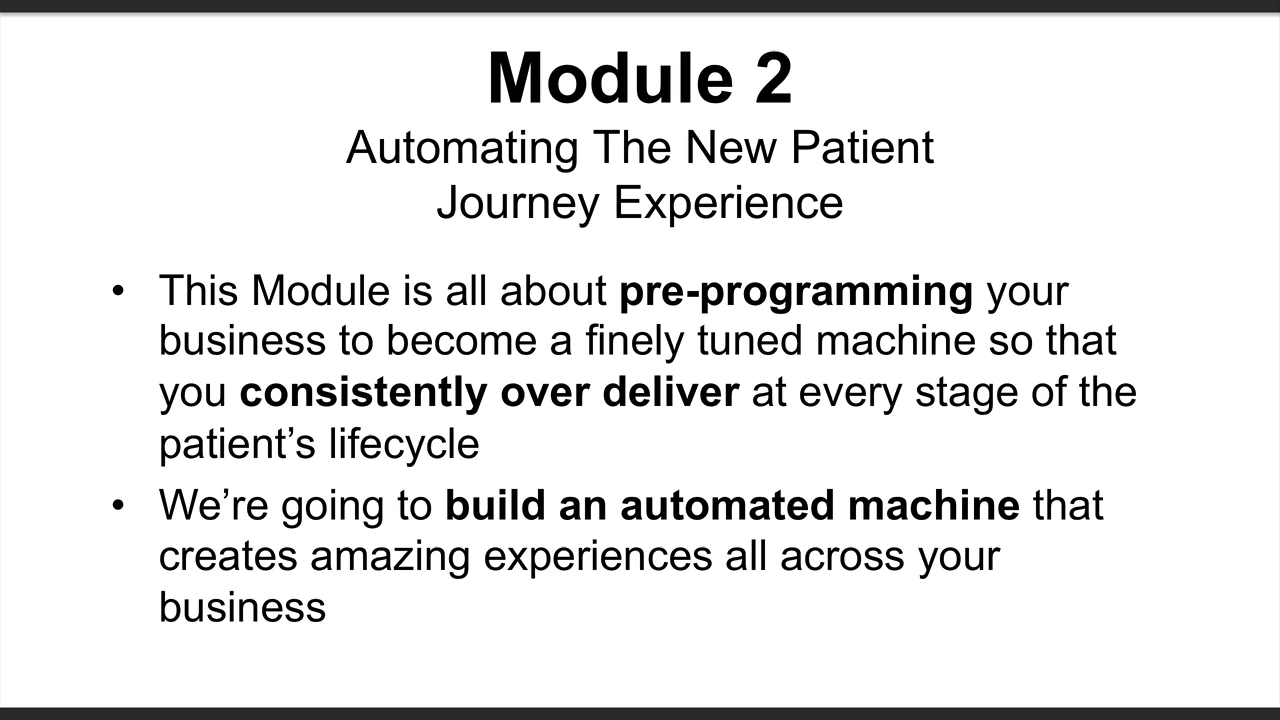 Module 2
Automating The New Patient
Journey Experience
• This Module is all about pre-programming your
business to become a finely tuned machine so that
you consistently over deliver at every stage of the
patient’s lifecycle
• We’re going to build an automated machine that
creates amazing experiences all across your
business